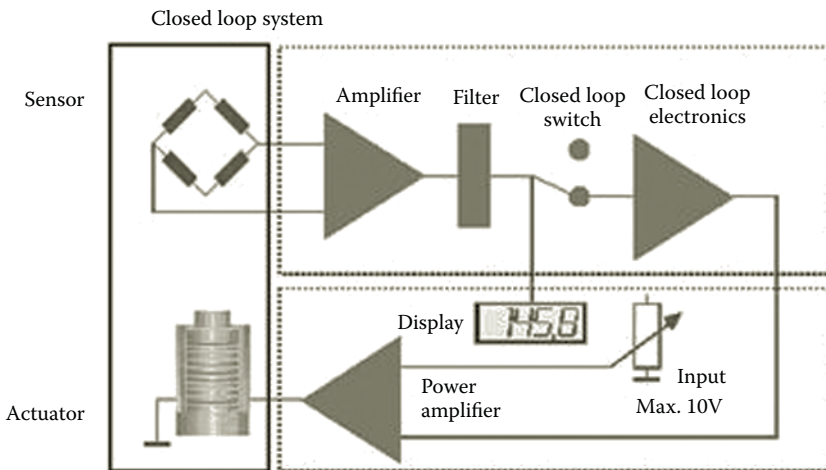 Closed loop system
Sensor
Amplifier
Filter
Closed loop
switch
Closed loop
electronics
Display
145,8
Power
amplifier
Input
Max. 10V
Actuator